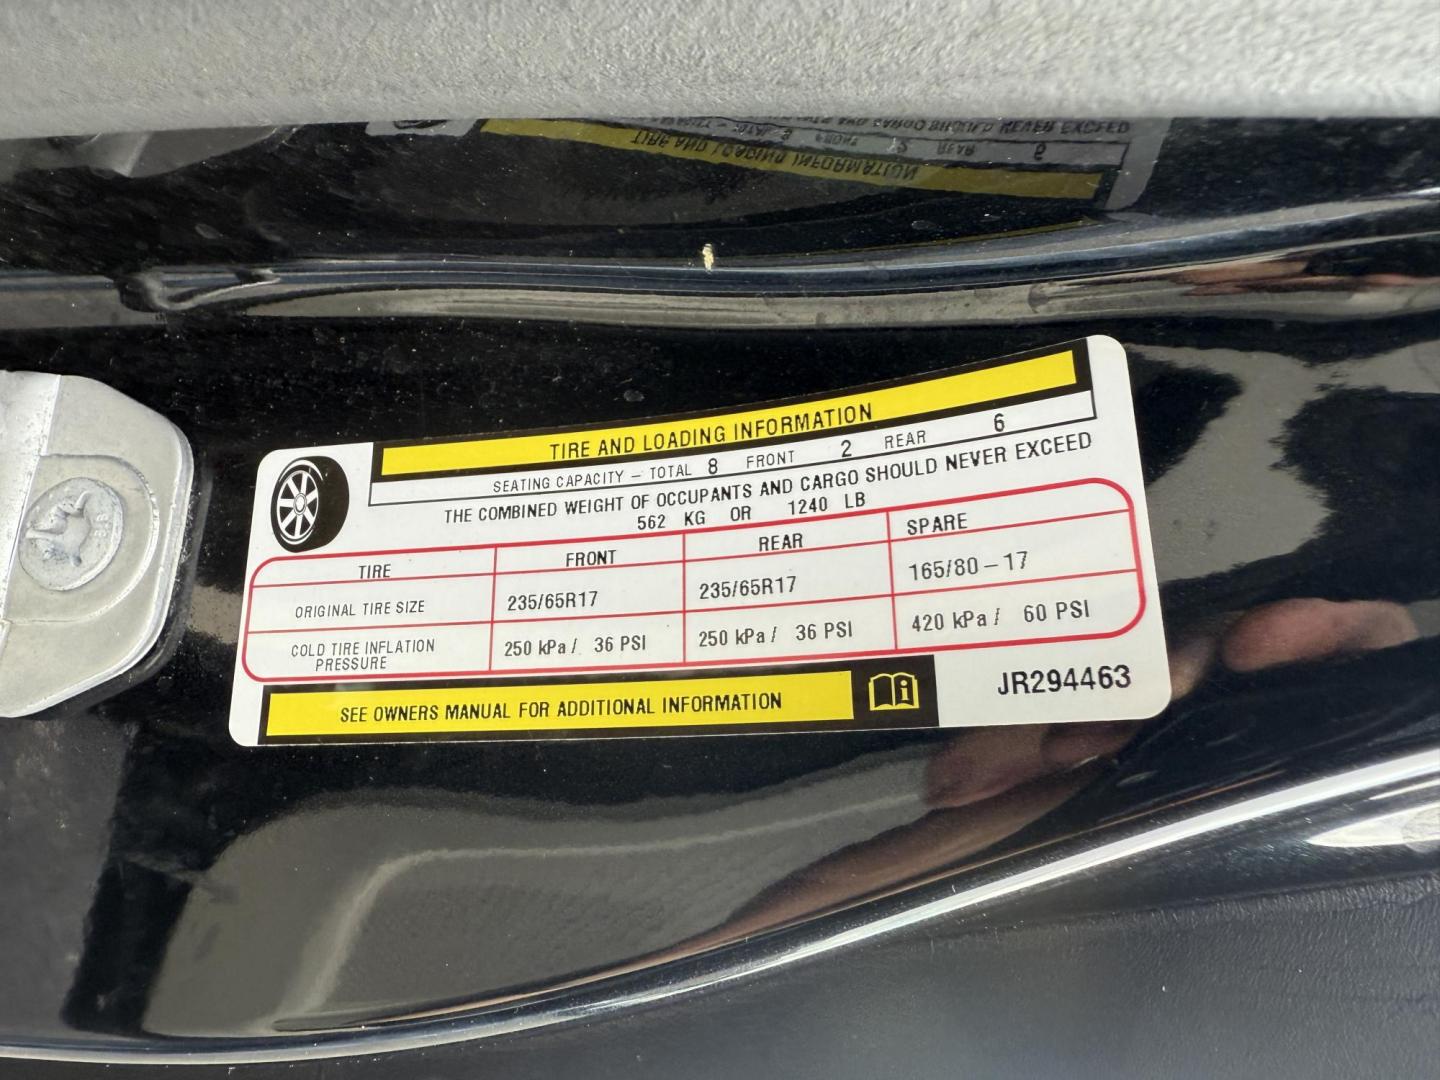 TIRE AND LOADING INFORMATION
SEATING CAPACITY – TOTAL 8 FRONT 2 REAR 6
THE COMBINED WEIGHT OF OCCUPANTS AND CARGO SHOULD NEVER EXCEED
562 KG OR 1240 LB
TIRE FRONT REAR SPARE
ORIGINAL TIRE SIZE 235/65R17 235/65R17 165/80 – 17
COLD TIRE INFLATION PRESSURE 250 kPa / 36 PSI 250 kPa / 36 PSI 420 kPa / 60 PSI
SEE OWNERS MANUAL FOR ADDITIONAL INFORMATION
JR294463